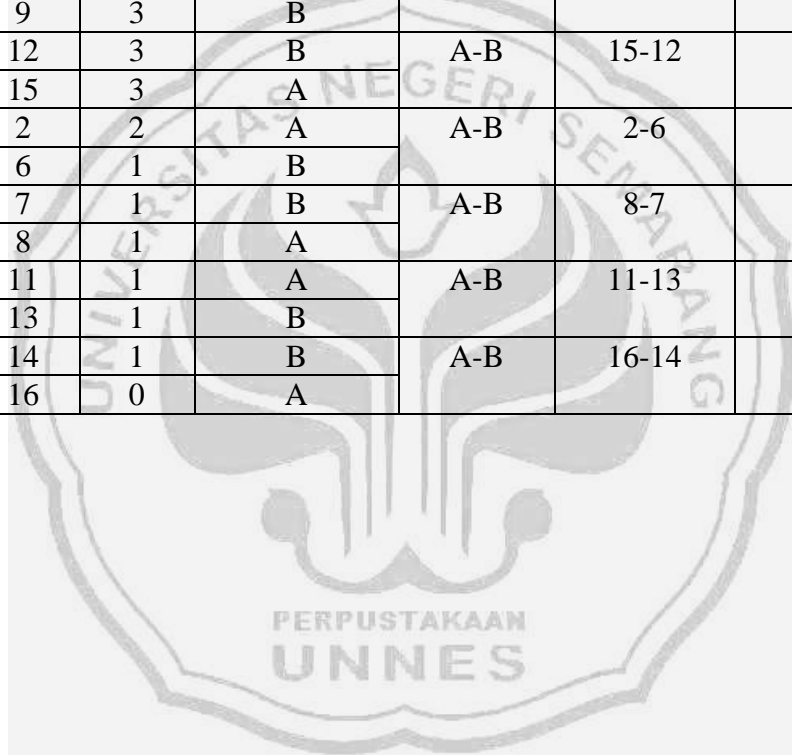 9 3 B
12 3 B A-B 15-12
15 3 A
2 2 A A-B 2-6
6 1 B
7 1 B A-B 8-7
8 1 A
11 1 A A-B 11-13
13 1 B
14 1 B A-B 16-14
16 0 A
UNIVERSITAS NEGERI SEMARANG
PERPUSTAKAAN
UNNES